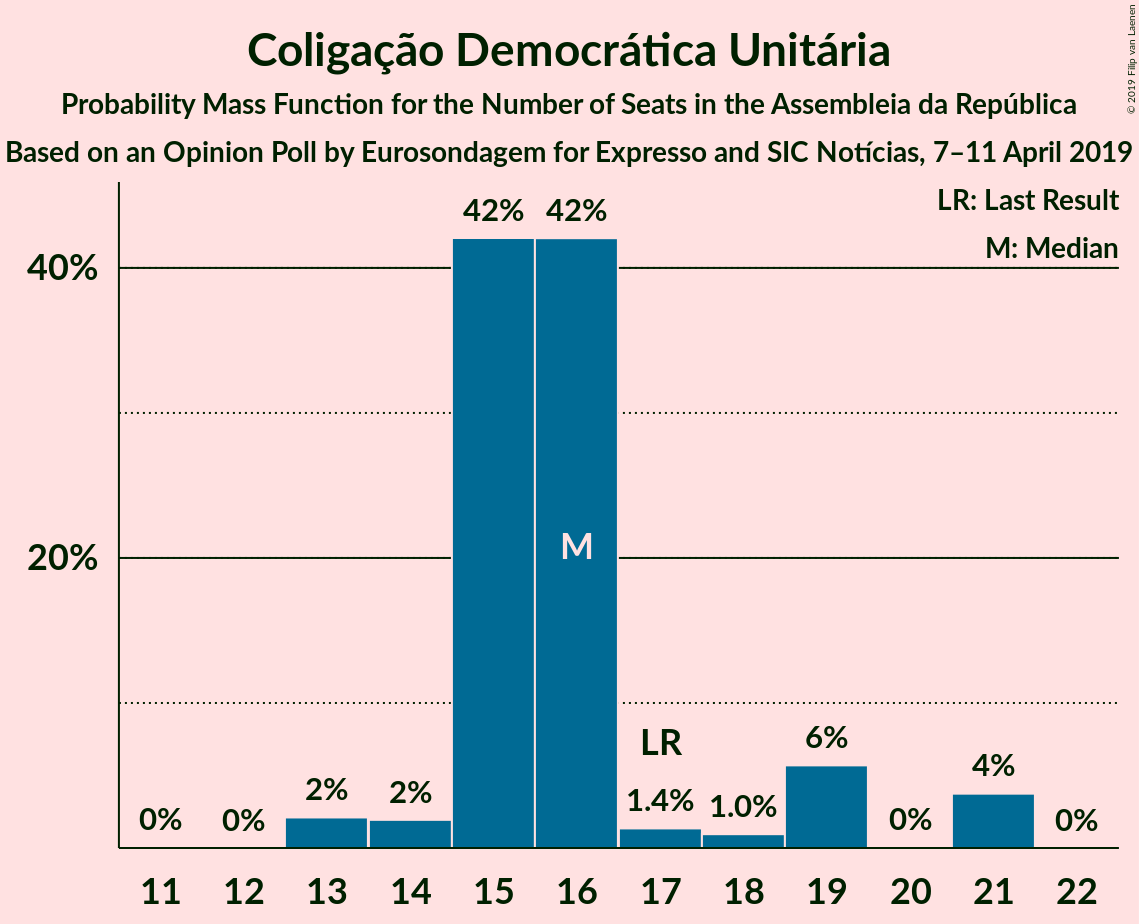 Coligação Democrática Unitária
Probability Mass Function for the Number of Seats in the Assembleia da República
Based on an Opinion Poll by Eurosondagem for Expresso and SIC Notícias, 7–11 April 2019
© 2019 Filip van Laenen
LR: Last Result
M: Median
42% 42%
40%
M
20%
LR
6%
4%
2% 2% 1.4% 1.0%
0% 0% 0% 0%
11 12 13 14 15 16 17 18 19 20 21 22